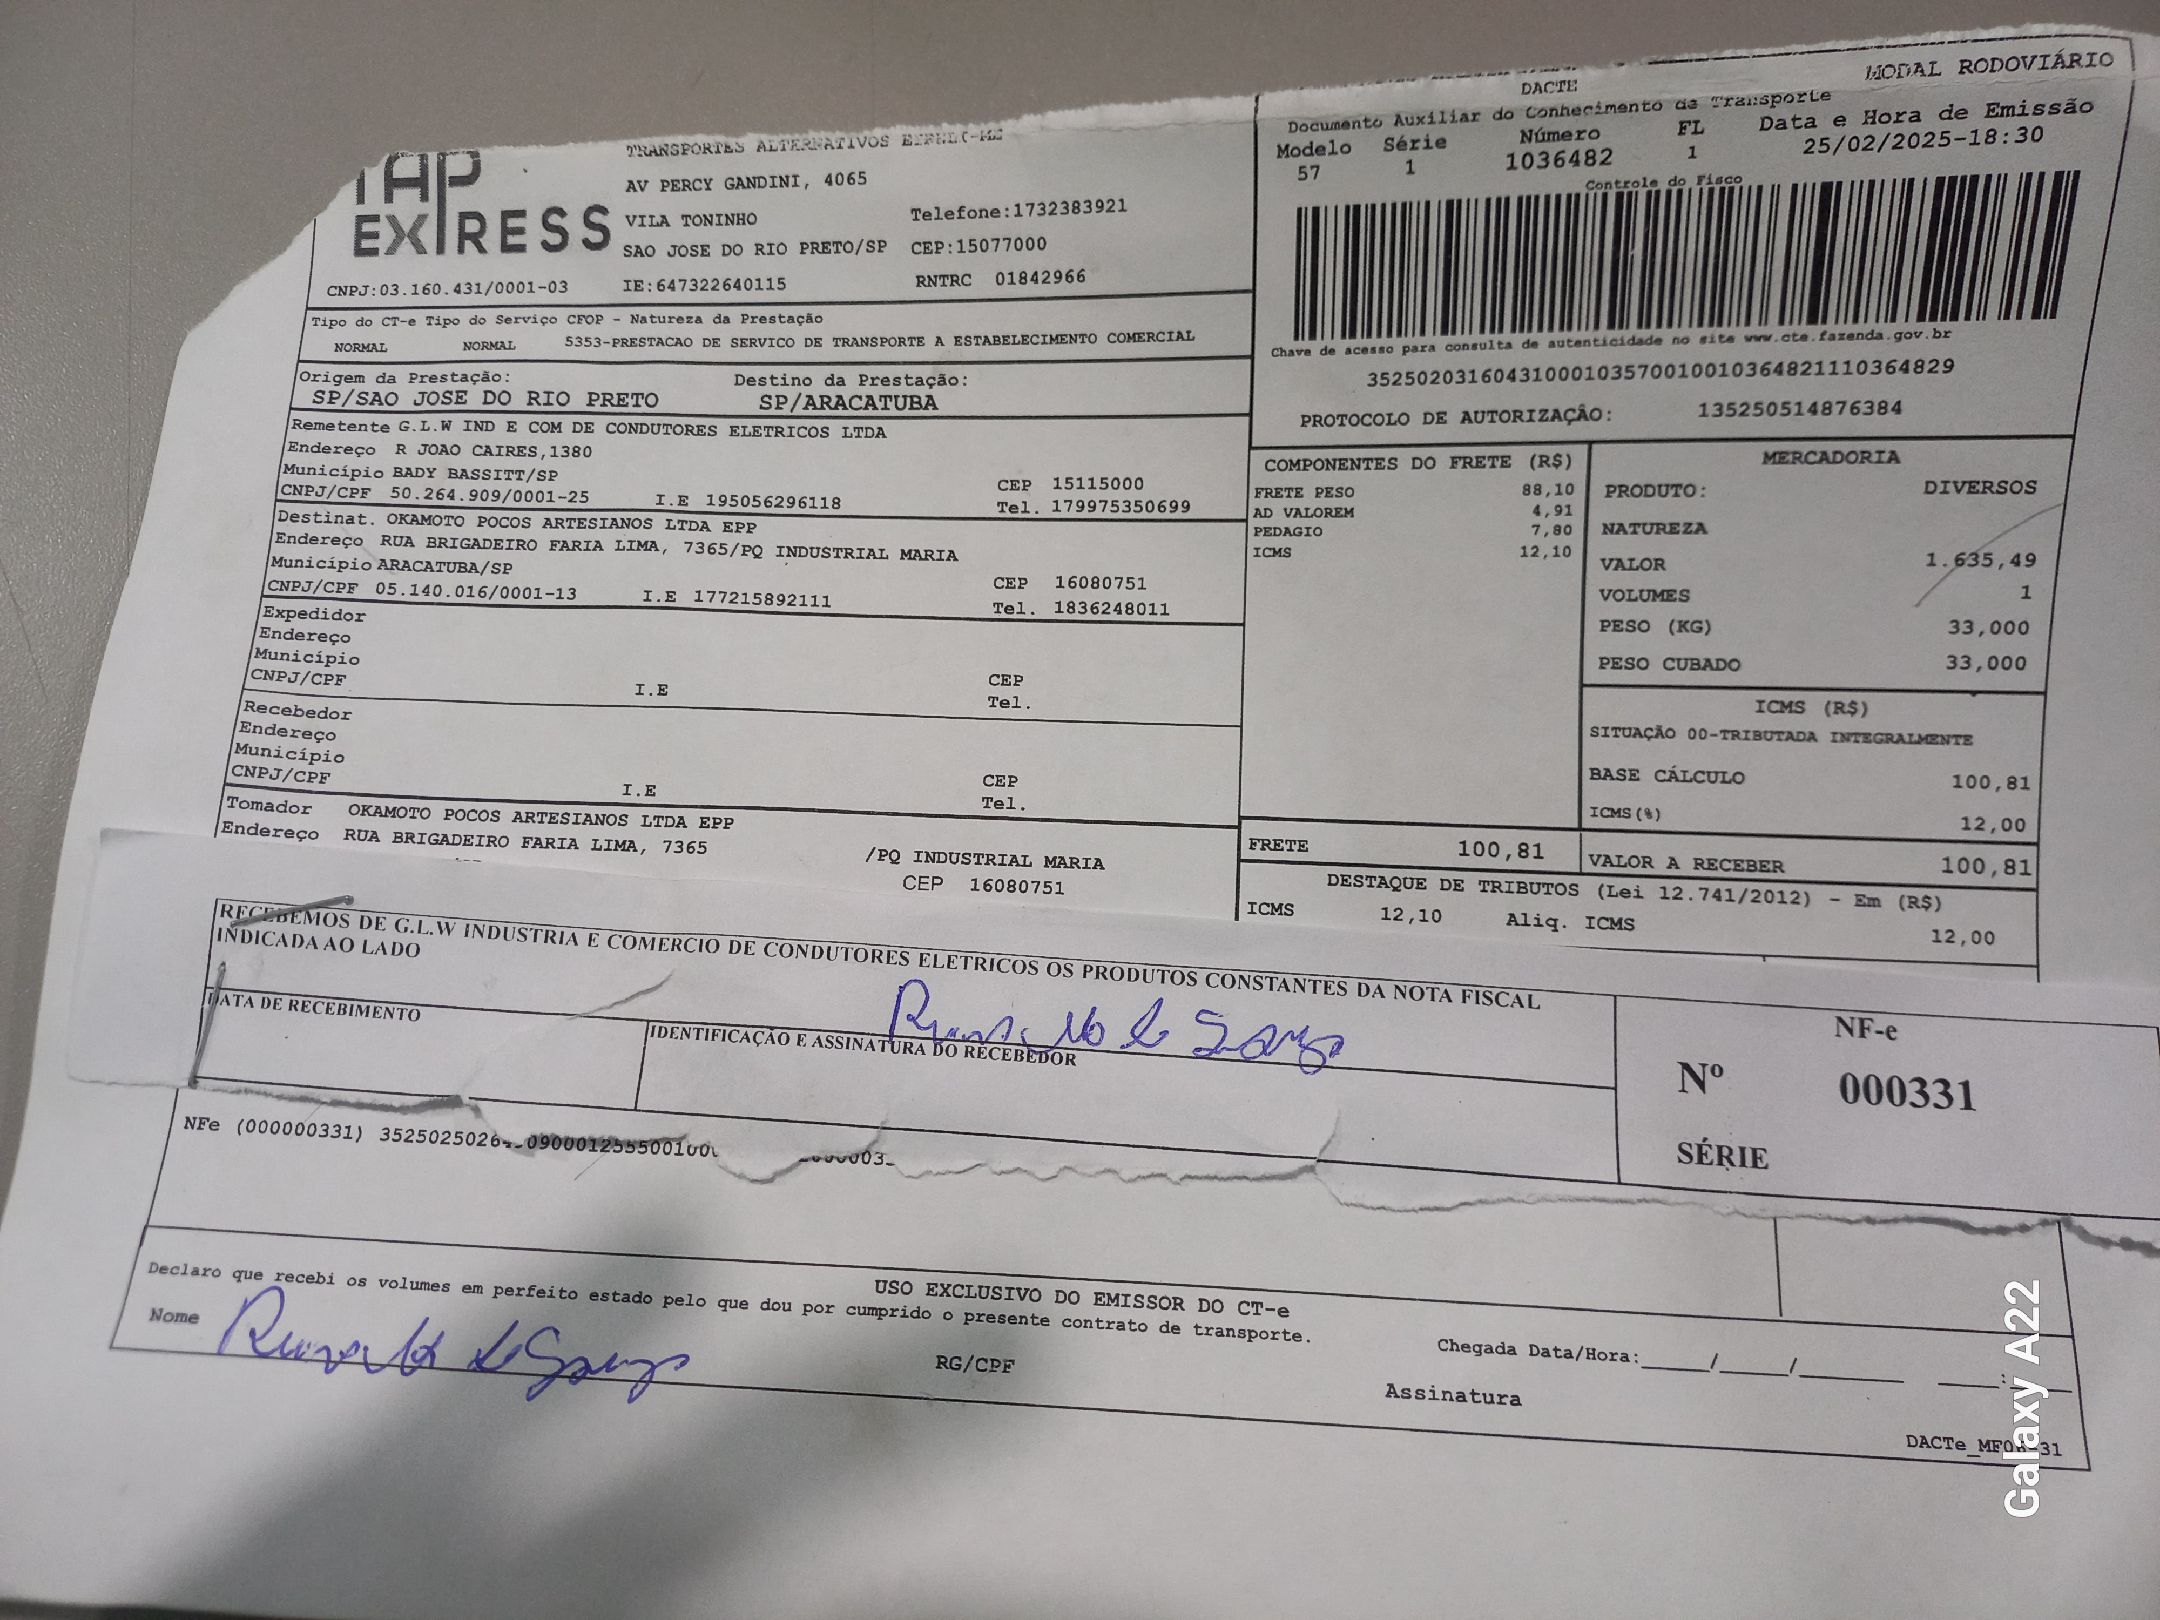 TAP
EXPRESS
TRANSPORTES ALTERNATIVOS
AV PERCY GANDINI, 4065
VILA TONINHO Telefone:1732383921
SAO JOSE DO RIO PRETO/SP CEP:15077000
CNPJ:03.160.431/0001-03 IE:647322640115 RNTRC 01842966
DACTE MODAL RODOVIÁRIO
Documento Auxiliar do Conhecimento de Transporte
Modelo Série Número FL Data e Hora de Emissão
57 1 1036482 1 25/02/2025-18:30
Controle do Fisco
Chave de acesso para consulta de autenticidade no site www.cte.fazenda.gov.br
35250203160431000103570010010364821110364829
PROTOCOLO DE AUTORIZAÇÂO: 135250514876384
Tipo do CT-e Tipo do Serviço CFOP - Natureza da Prestação
NORMAL NORMAL 5353-PRESTACAO DE SERVICO DE TRANSPORTE A ESTABELECIMENTO COMERCIAL
Origem da Prestação: Destino da Prestação:
SP/SAO JOSE DO RIO PRETO SP/ARACATUBA
Remetente G.L.W IND E COM DE CONDUTORES ELETRICOS LTDA
Endereço R JOAO CAIRES,1380
Município BADY BASSITT/SP CEP 15115000
CNPJ/CPF 50.264.909/0001-25 I.E 195056296118 Tel. 179975350699
Destinat. OKAMOTO POCOS ARTESIANOS LTDA EPP
Endereço RUA BRIGADEIRO FARIA LIMA, 7365/PQ INDUSTRIAL MARIA
Município ARACATUBA/SP CEP 16080751
CNPJ/CPF 05.140.016/0001-13 I.E 177215892111 Tel. 1836248011
Expedidor
Endereço
Município CEP
CNPJ/CPF I.E Tel.
Recebedor
Endereço
Município CEP
CNPJ/CPF I.E Tel.
Tomador OKAMOTO POCOS ARTESIANOS LTDA EPP
Endereço RUA BRIGADEIRO FARIA LIMA, 7365 /PQ INDUSTRIAL MARIA
CEP 16080751
COMPONENTES DO FRETE (R$)
FRETE PESO 88,10
AD VALOREM 4,91
PEDAGIO 7,80
ICMS 12,10
MERCADORIA
PRODUTO: DIVERSOS
NATUREZA
VALOR 1.635,49
VOLUMES 1
PESO (KG) 33,000
PESO CUBADO 33,000
ICMS (R$)
SITUAÇÃO 00-TRIBUTADA INTEGRALMENTE
BASE CÁLCULO 100,81
ICMS(%) 12,00
FRETE 100,81 VALOR A RECEBER 100,81
DESTAQUE DE TRIBUTOS (Lei 12.741/2012) - Em (R$)
ICMS 12,10 Aliq. ICMS 12,00
RECEBEMOS DE G.L.W INDUSTRIA E COMERCIO DE CONDUTORES ELETRICOS OS PRODUTOS CONSTANTES DA NOTA FISCAL
INDICADA AO LADO
DATA DE RECEBIMENTO
IDENTIFICAÇÃO E ASSINATURA DO RECEBEDOR
NF-e
Nº 000331
SÉRIE
NFe (000000331)
USO EXCLUSIVO DO EMISSOR DO CT-e
Declaro que recebi os volumes em perfeito estado pelo que dou por cumprido o presente contrato de transporte.
Nome RG/CPF Chegada Data/Hora:_____/_____/________ ____:____
Assinatura
Galaxy A22